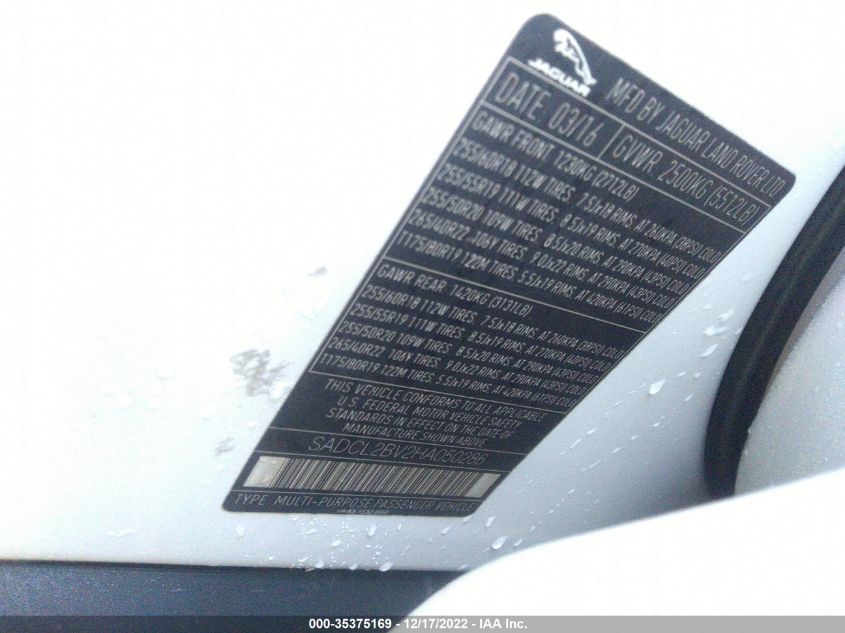 JAGUAR
MFD BY JAGUAR LAND ROVER LTD
DATE 03/16 GVWR 2500KG (5512LB)
GAWR FRONT 1230KG (2712LB)
255/60R18 112W TIRES. 7.5Jx18 RIMS. AT 260KPA (38PSI) COLD
255/55R19 111W TIRES. 8.5Jx19 RIMS. AT 270KPA (40PSI) COLD
255/50R20 109W TIRES. 8.5Jx20 RIMS. AT 290KPA (43PSI) COLD
265/40R22 106Y TIRES. 9.0Jx22 RIMS. AT 290KPA (43PSI) COLD
T175/80R19 122M TIRES 5.5Jx19 RIMS. AT 420KPA (61PSI) COLD
GAWR REAR 1420KG (3131LB)
255/60R18 112W TIRES. 7.5Jx18 RIMS. AT 260KPA (38PSI) COLD
255/55R19 111W TIRES. 8.5Jx19 RIMS. AT 270KPA (40PSI) COLD
255/50R20 109W TIRES. 8.5Jx20 RIMS. AT 290KPA (43PSI) COLD
265/40R22 106Y TIRES. 9.0Jx22 RIMS. AT 290KPA (43PSI) COLD
T175/80R19 122M TIRES 5.5Jx19 RIMS. AT 420KPA (61PSI) COLD
THIS VEHICLE CONFORMS TO ALL APPLICABLE
U.S. FEDERAL MOTOR VEHICLE SAFETY
STANDARDS IN EFFECT ON THE DATE OF
MANUFACTURE SHOWN ABOVE
SADCL2BV2HA050286
TYPE MULTI-PURPOSE PASSENGER VEHICLE
000-35375169 - 12/17/2022 - IAA Inc.